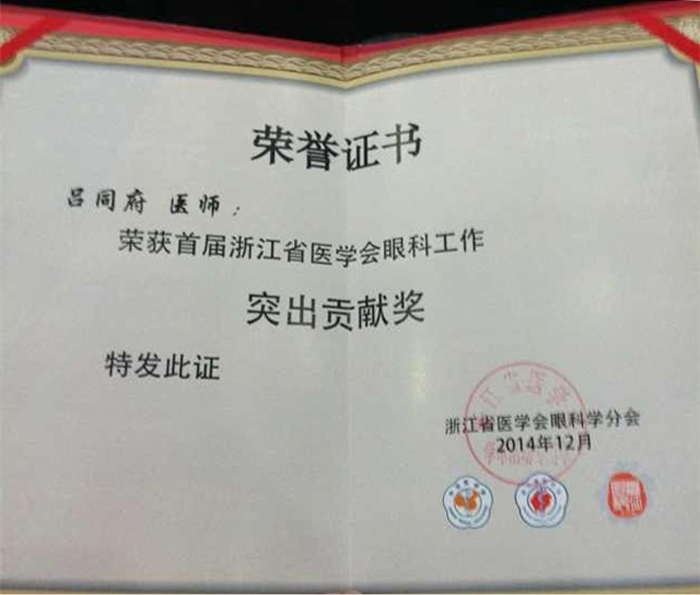 荣誉证书
吕同府 医师：
荣获首届浙江省医学会眼科工作
突出贡献奖
特发此证
浙江省医学会眼科学分会
2014年12月